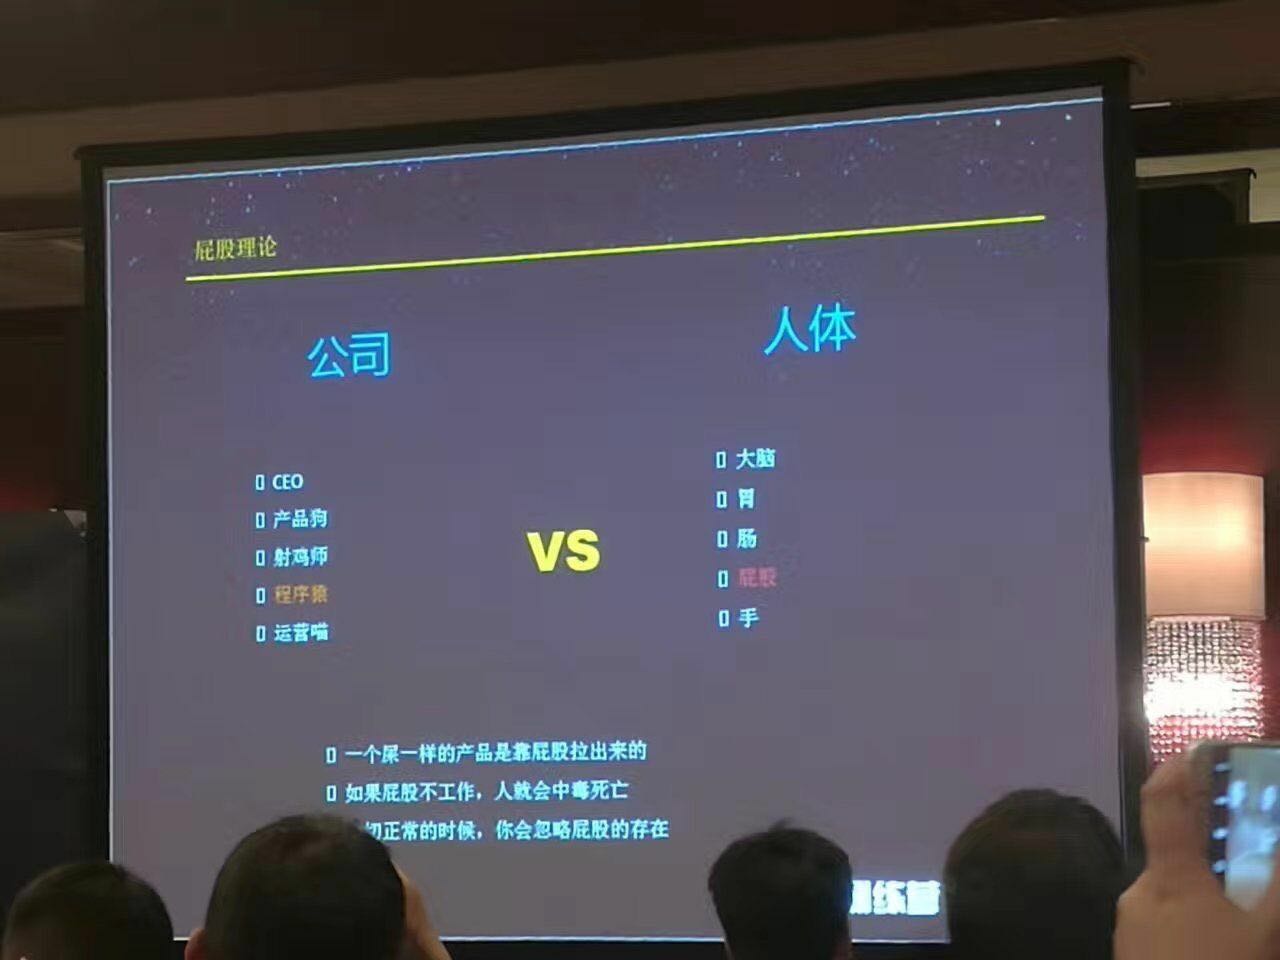 屁股理论
公司
人体
CEO
产品狗
射鸡师
程序猿
运营喵
VS
大脑
胃
肠
屁股
手
一个屎一样的产品是靠屁股拉出来的
如果屁股不工作，人就会中毒死亡
切正常的时候，你会忽略屁股的存在
训练营